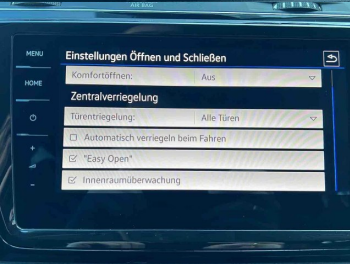 AIR BAG
MENU
Einstellungen Öffnen und Schließen
Komfortöffnen: Aus
HOME
Zentralverriegelung
Türentriegelung: Alle Türen
Automatisch verriegeln beim Fahren
+
"Easy Open"
Innenraumüberwachung
-